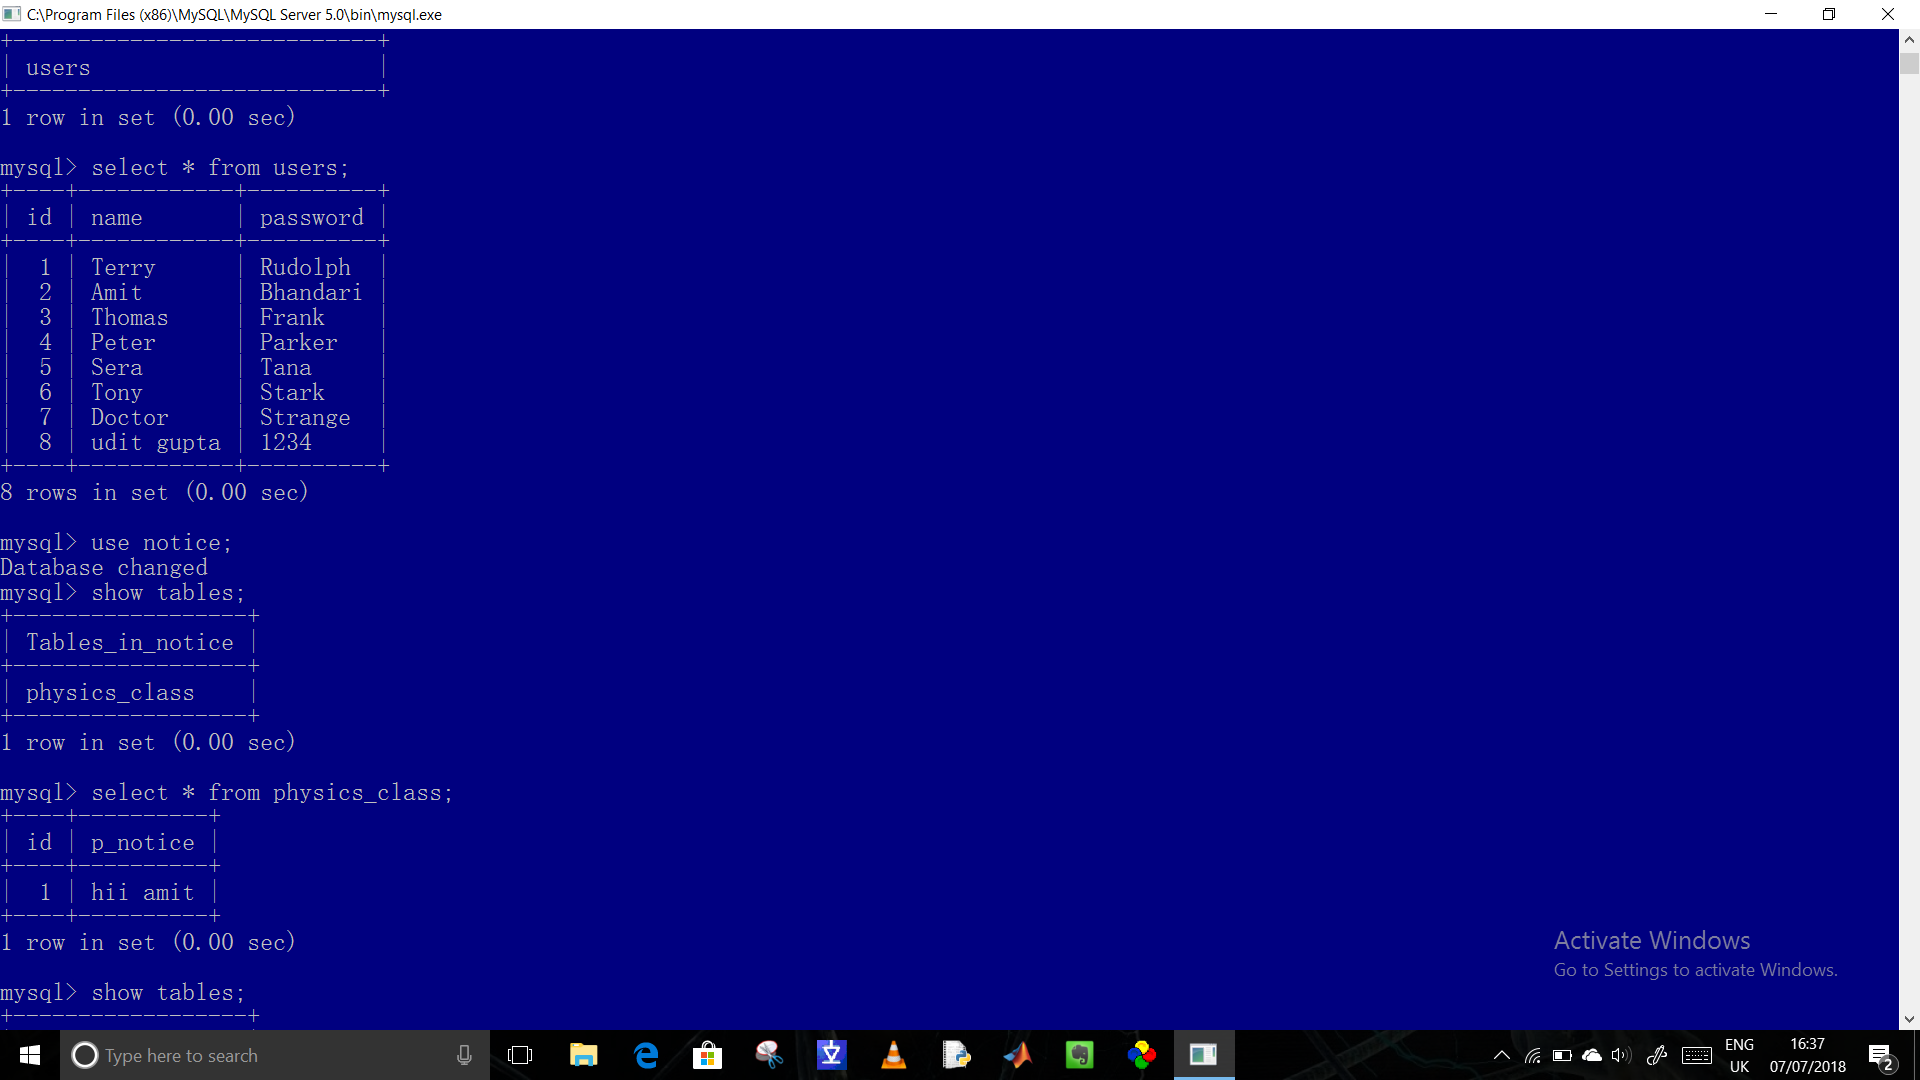 C:\Program Files (x86)\MySQL\MySQL Server 5.0\bin\mysql.exe
+----------------------------+
| users                      |
+----------------------------+
1 row in set (0.00 sec)
mysql> select * from users;
+----+------------+----------+
| id | name       | password |
+----+------------+----------+
|  1 | Terry      | Rudolph  |
|  2 | Amit       | Bhandari |
|  3 | Thomas     | Frank    |
|  4 | Peter      | Parker   |
|  5 | Sera       | Tana     |
|  6 | Tony       | Stark    |
|  7 | Doctor     | Strange  |
|  8 | udit gupta | 1234     |
+----+------------+----------+
8 rows in set (0.00 sec)
mysql> use notice;
Database changed
mysql> show tables;
+------------------+
| Tables_in_notice |
+------------------+
| physics_class    |
+------------------+
1 row in set (0.00 sec)
mysql> select * from physics_class;
+----+----------+
| id | p_notice |
+----+----------+
|  1 | hii amit |
+----+----------+
1 row in set (0.00 sec)
mysql> show tables;
+------------------+
Activate Windows
Go to Settings to activate Windows.
Type here to search
ENG
UK
16:37
07/07/2018
2